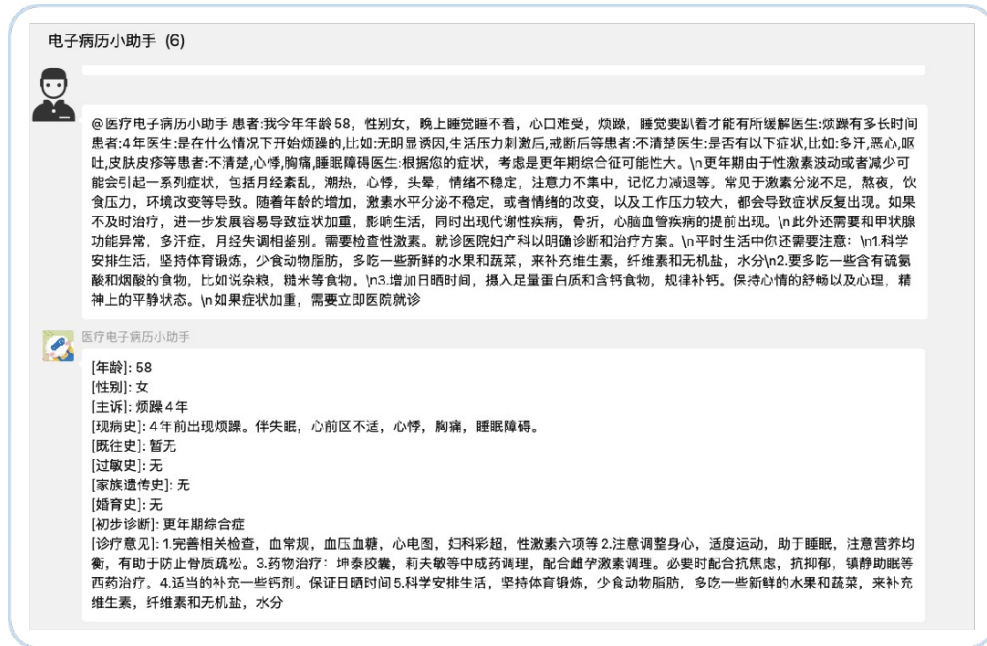 电子病历小助手 (6)
@医疗电子病历小助手 患者:我今年年龄58，性别女，晚上睡觉睡不着，心口难受，烦躁，睡觉要趴着才能有所缓解医生:烦躁有多长时间
患者:4年医生:是在什么情况下开始烦躁的,比如:无明显诱因,生活压力刺激后,戒断后等患者:不清楚医生:是否有以下症状,比如:多汗,恶心,呕
吐,皮肤皮疹等患者:不清楚,心悸,胸痛,睡眠障碍医生:根据您的症状，考虑是更年期综合征可能性大。\n更年期由于性激素波动或者减少可
能会引起一系列症状，包括月经紊乱，潮热，心悸，头晕，情绪不稳定，注意力不集中，记忆力减退等，常见于激素分泌不足，熬夜，饮
食压力，环境改变等导致。随着年龄的增加，激素水平分泌不稳定，或者情绪的改变，以及工作压力较大，都会导致症状反复出现。如果
不及时治疗，进一步发展容易导致症状加重，影响生活，同时出现代谢性疾病，骨折，心脑血管疾病的提前出现。\n此外还需要和甲状腺
功能异常，多汗症，月经失调相鉴别。需要检查性激素。就诊医院妇产科以明确诊断和治疗方案。\n平时生活中你还需要注意：\n1.科学
安排生活，坚持体育锻炼，少食动物脂肪，多吃一些新鲜的水果和蔬菜，来补充维生素，纤维素和无机盐，水分\n2.要多吃一些含有硫氨
酸和烟酸的食物，比如说杂粮，糙米等食物。\n3.增加日晒时间，摄入足量蛋白质和含钙食物，规律补钙。保持心情的舒畅以及心理，精
神上的平静状态。\n如果症状加重，需要立即医院就诊
医疗电子病历小助手
[年龄]: 58
[性别]: 女
[主诉]: 烦躁4年
[现病史]: 4年前出现烦躁。伴失眠，心前区不适，心悸，胸痛，睡眠障碍。
[既往史]: 暂无
[过敏史]: 无
[家族遗传史]: 无
[婚育史]: 无
[初步诊断]: 更年期综合症
[诊疗意见]: 1.完善相关检查，血常规，血压血糖，心电图，妇科彩超，性激素六项等2.注意调整身心，适度运动，助于睡眠，注意营养均
衡，有助于防止骨质疏松。3.药物治疗：坤泰胶囊，莉夫敏等中成药调理，配合雌孕激素调理。必要时配合抗焦虑，抗抑郁，镇静助眠等
西药治疗。4.适当的补充一些钙剂。保证日晒时间5.科学安排生活，坚持体育锻炼，少食动物脂肪，多吃一些新鲜的水果和蔬菜，来补充
维生素，纤维素和无机盐，水分